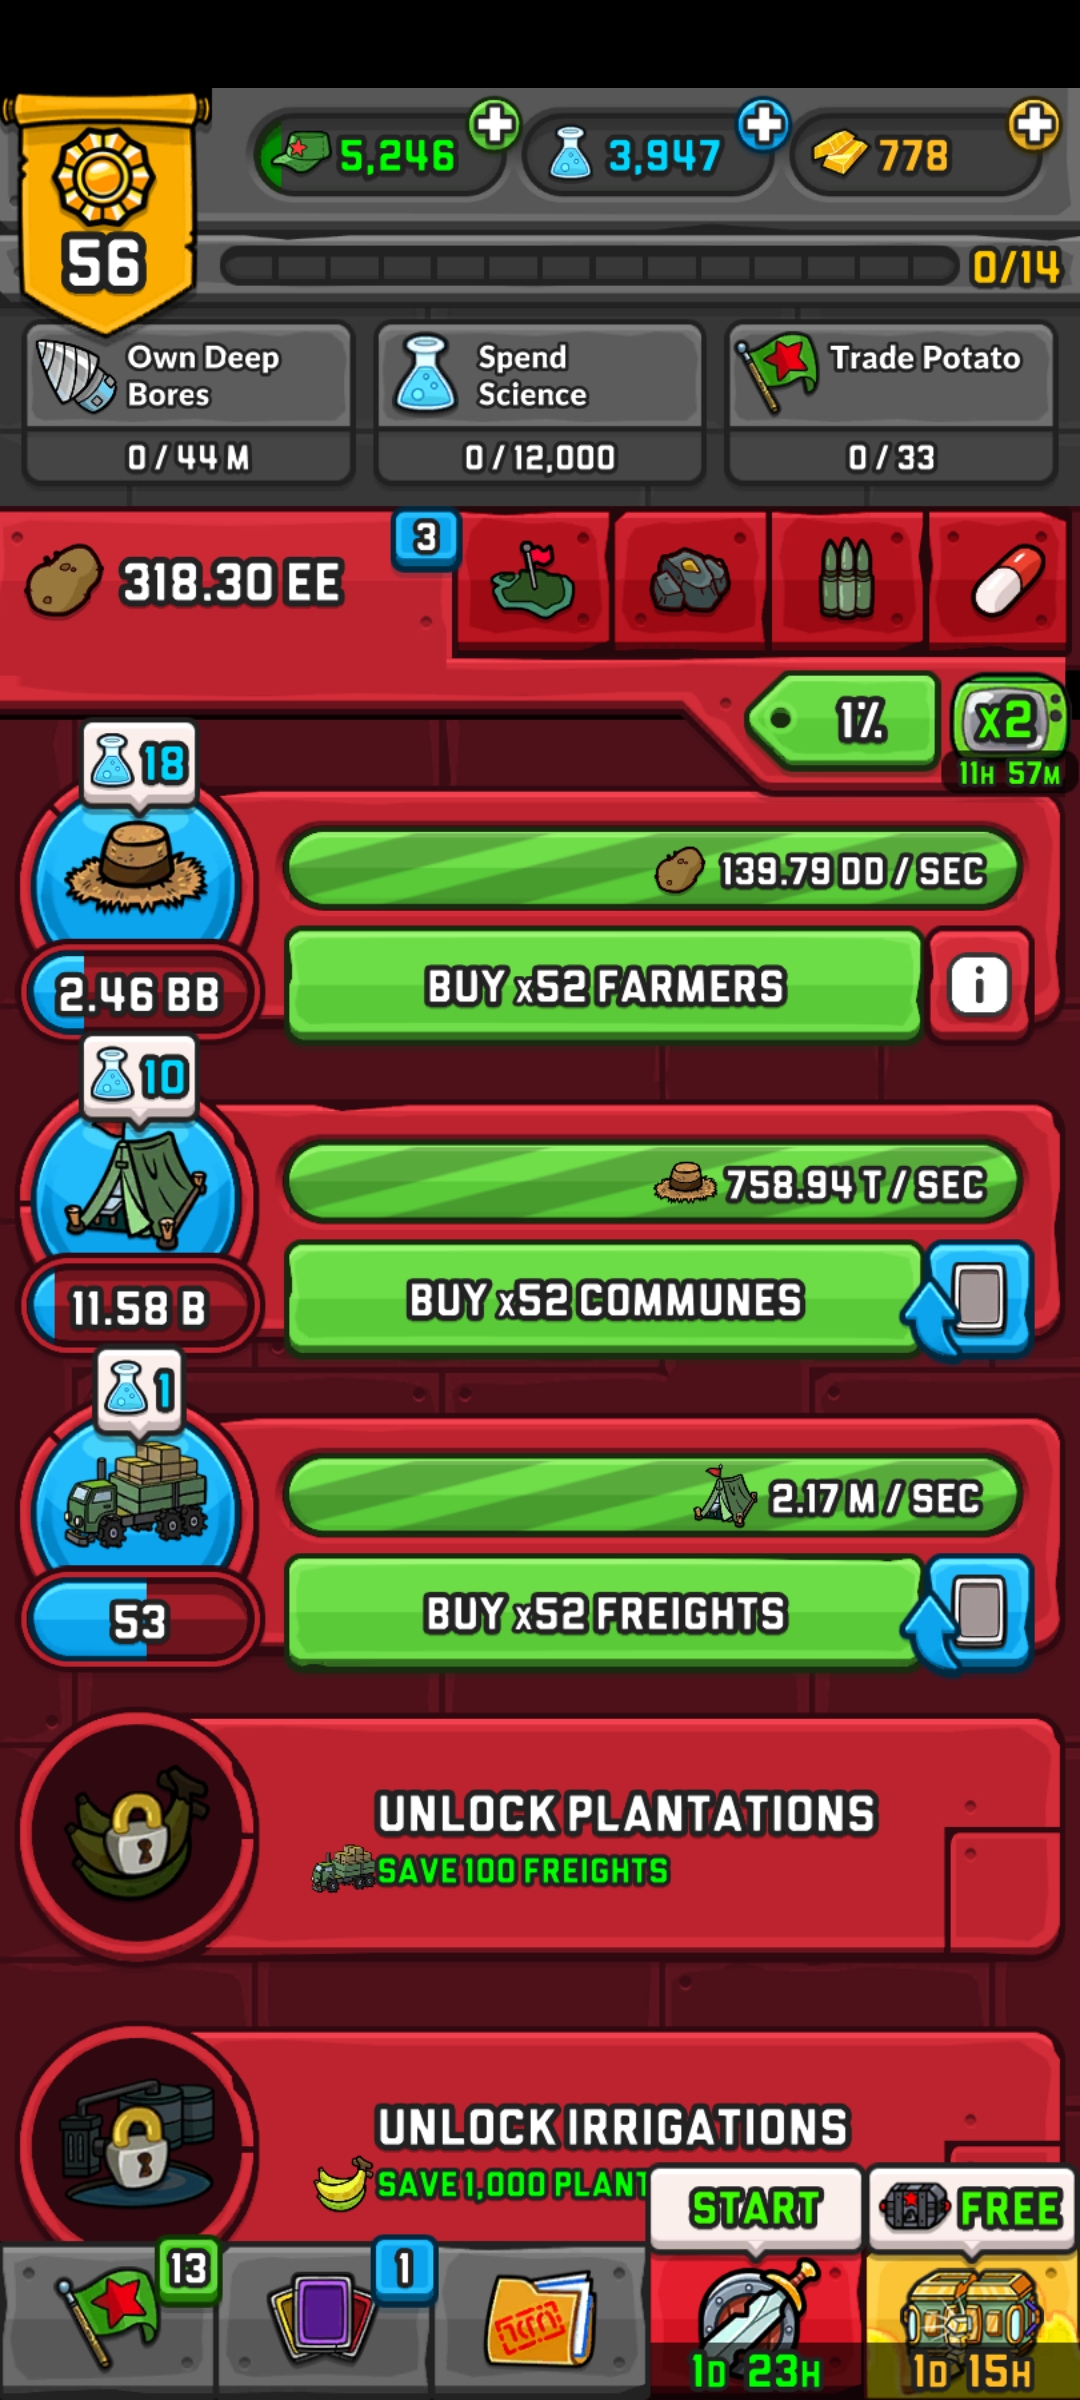 5,246
3,947
778
56
0/14
Own Deep
Bores
0 / 44 M
Spend
Science
0 / 12,000
Trade Potato
0 / 33
318.30 EE
3
1%
x2
11H 57M
18
139.79 DD / SEC
2.46 BB
BUY x52 FARMERS
i
10
758.94 T / SEC
11.58 B
BUY x52 COMMUNES
1
2.17 M / SEC
53
BUY x52 FREIGHTS
UNLOCK PLANTATIONS
SAVE 100 FREIGHTS
UNLOCK IRRIGATIONS
SAVE 1,000 PLANT
START
FREE
13
1
1D 23H
1D 15H